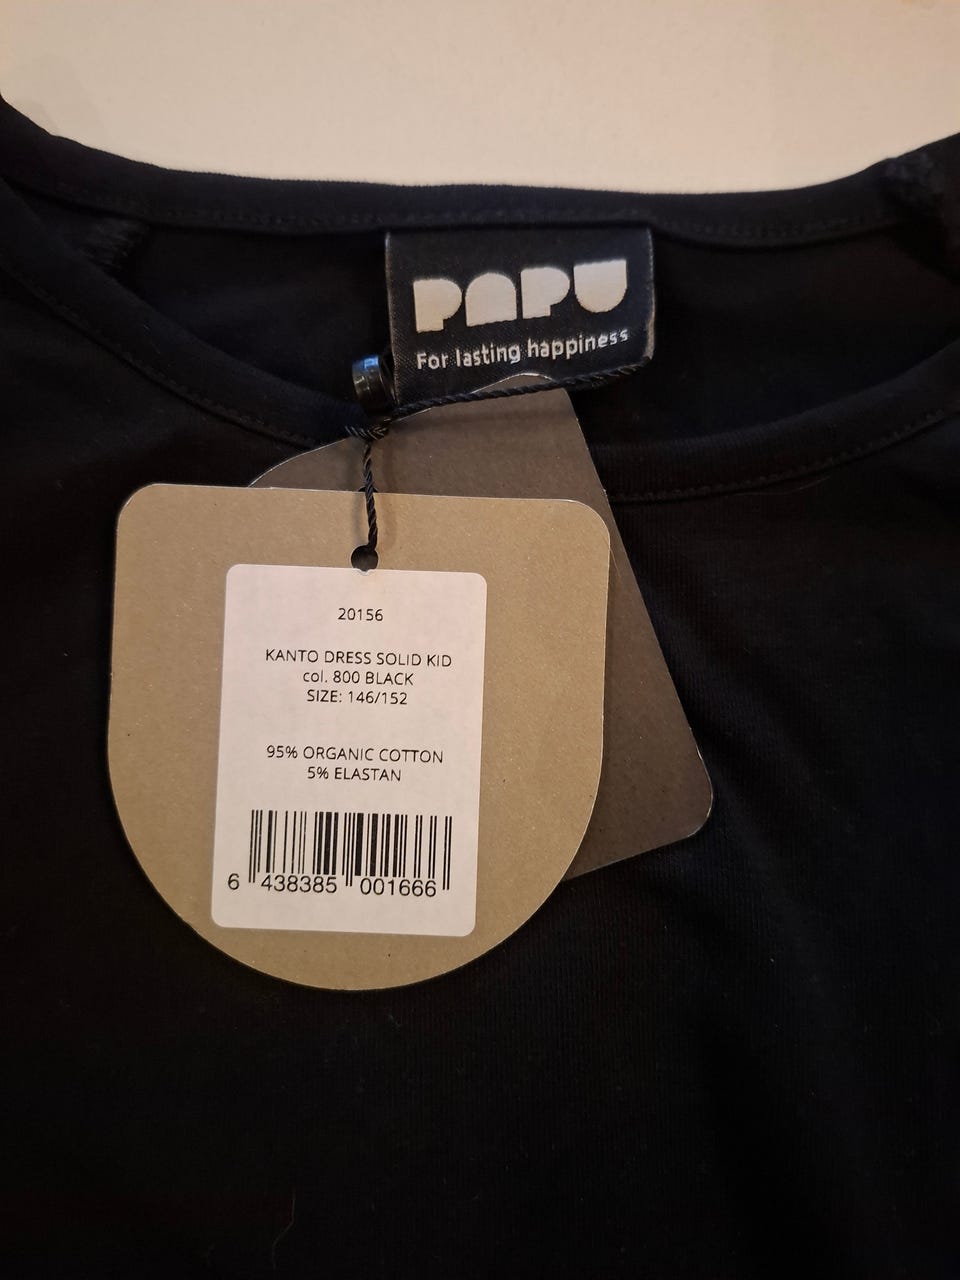 PAPU
For lasting happiness
20156
KANTO DRESS SOLID KID
col. 800 BLACK
SIZE: 146/152
95% ORGANIC COTTON
5% ELASTAN
6 438385 001666